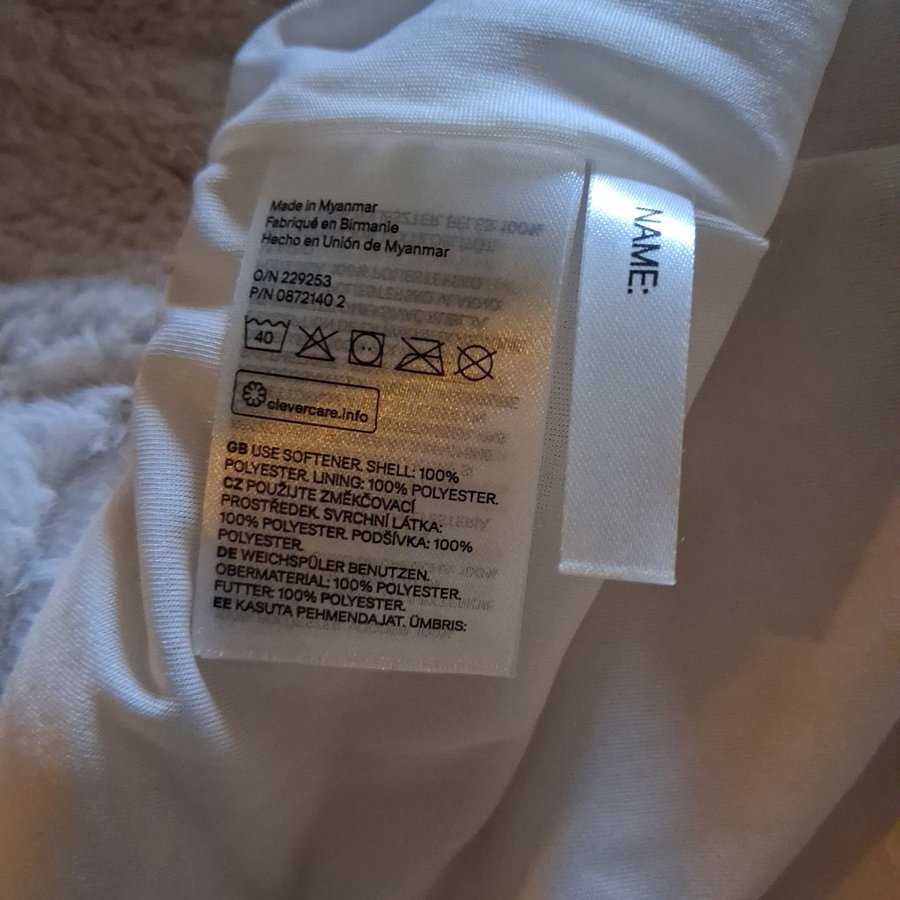 Made in Myanmar
Fabriqué en Birmanie
Hecho en Unión de Myanmar
O/N 229253
P/N 0872140 2
40
clevercare.info
GB USE SOFTENER. SHELL: 100%
POLYESTER. LINING: 100% POLYESTER.
CZ POUŽIJTE ZMĚKČOVACÍ
PROSTŘEDEK. SVRCHNÍ LÁTKA:
100% POLYESTER. PODŠÍVKA: 100%
POLYESTER.
DE WEICHSPÜLER BENUTZEN.
OBERMATERIAL: 100% POLYESTER.
FUTTER: 100% POLYESTER.
EE KASUTA PEHMENDAJAT. ÜMBRIS:
NAME: